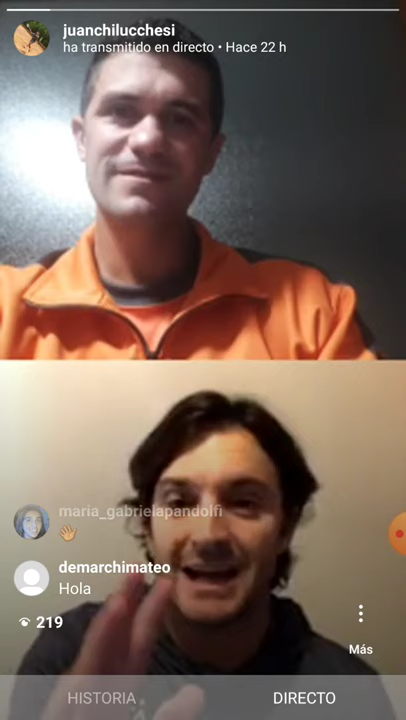 juanchilucchesi
ha transmitido en directo • Hace 22 h
maria_gabrielapandolfi
👋
demarchimateo
Hola
219
Más
HISTORIA
DIRECTO